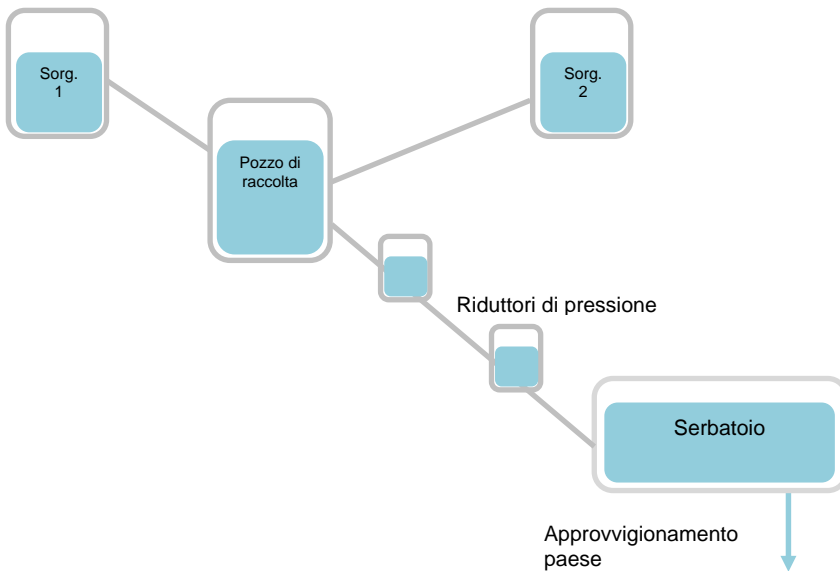 Sorg.
1
Sorg.
2
Pozzo di
raccolta
Riduttori di pressione
Serbatoio
Approvvigionamento
paese